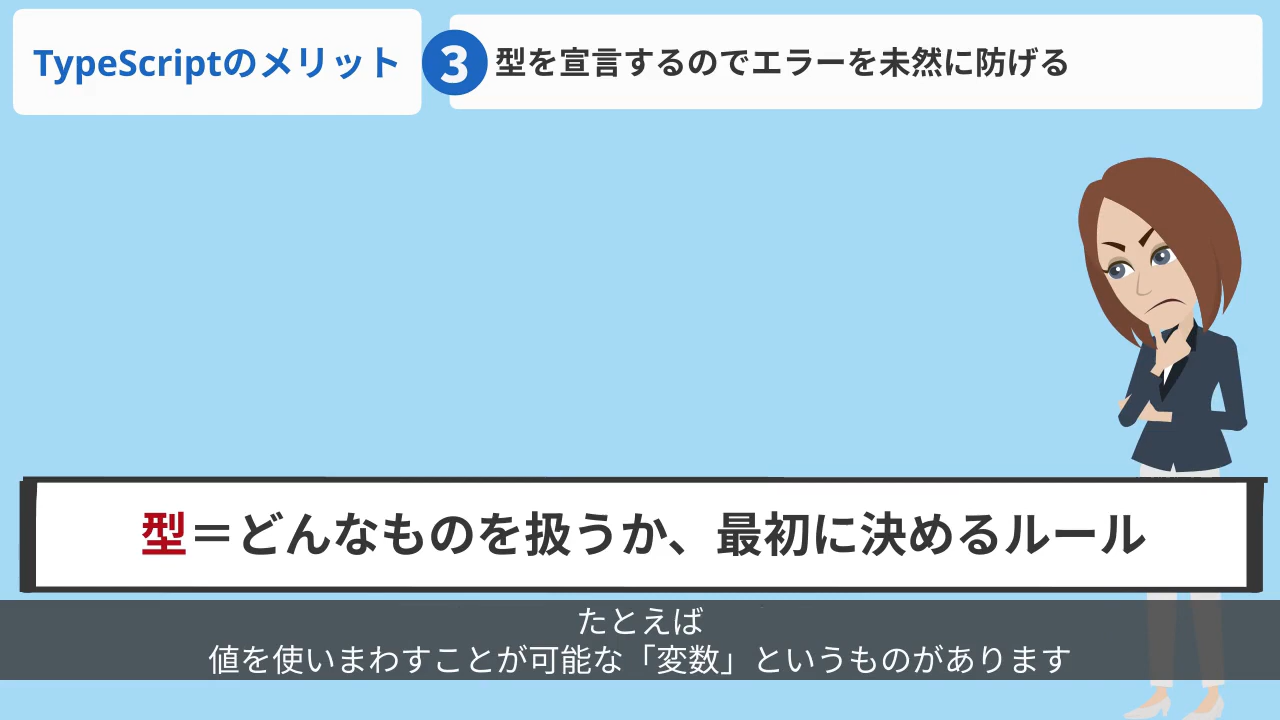 TypeScriptのメリット
3 型を宣言するのでエラーを未然に防げる
型＝どんなものを扱うか、最初に決めるルール
たとえば
値を使いまわすことが可能な「変数」というものがあります